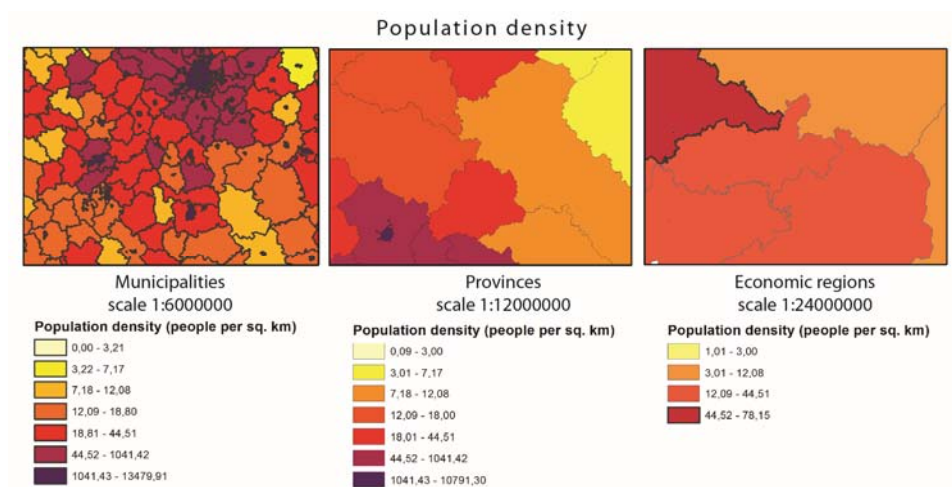 Population density
Municipalities
scale 1:6000000
Population density (people per sq. km)
0,00 - 3,21
3,22 - 7,17
7,18 - 12,08
12,09 - 18,80
18,81 - 44,51
44,52 - 1041,42
1041,43 - 13479,91
Provinces
scale 1:12000000
Population density (people per sq. km)
0,09 - 3,00
3,01 - 7,17
7,18 - 12,08
12,09 - 18,00
18,01 - 44,51
44,52 - 1041,42
1041,43 - 10791,30
Economic regions
scale 1:24000000
Population density (people per sq. km)
1,01 - 3,00
3,01 - 12,08
12,09 - 44,51
44,52 - 78,15